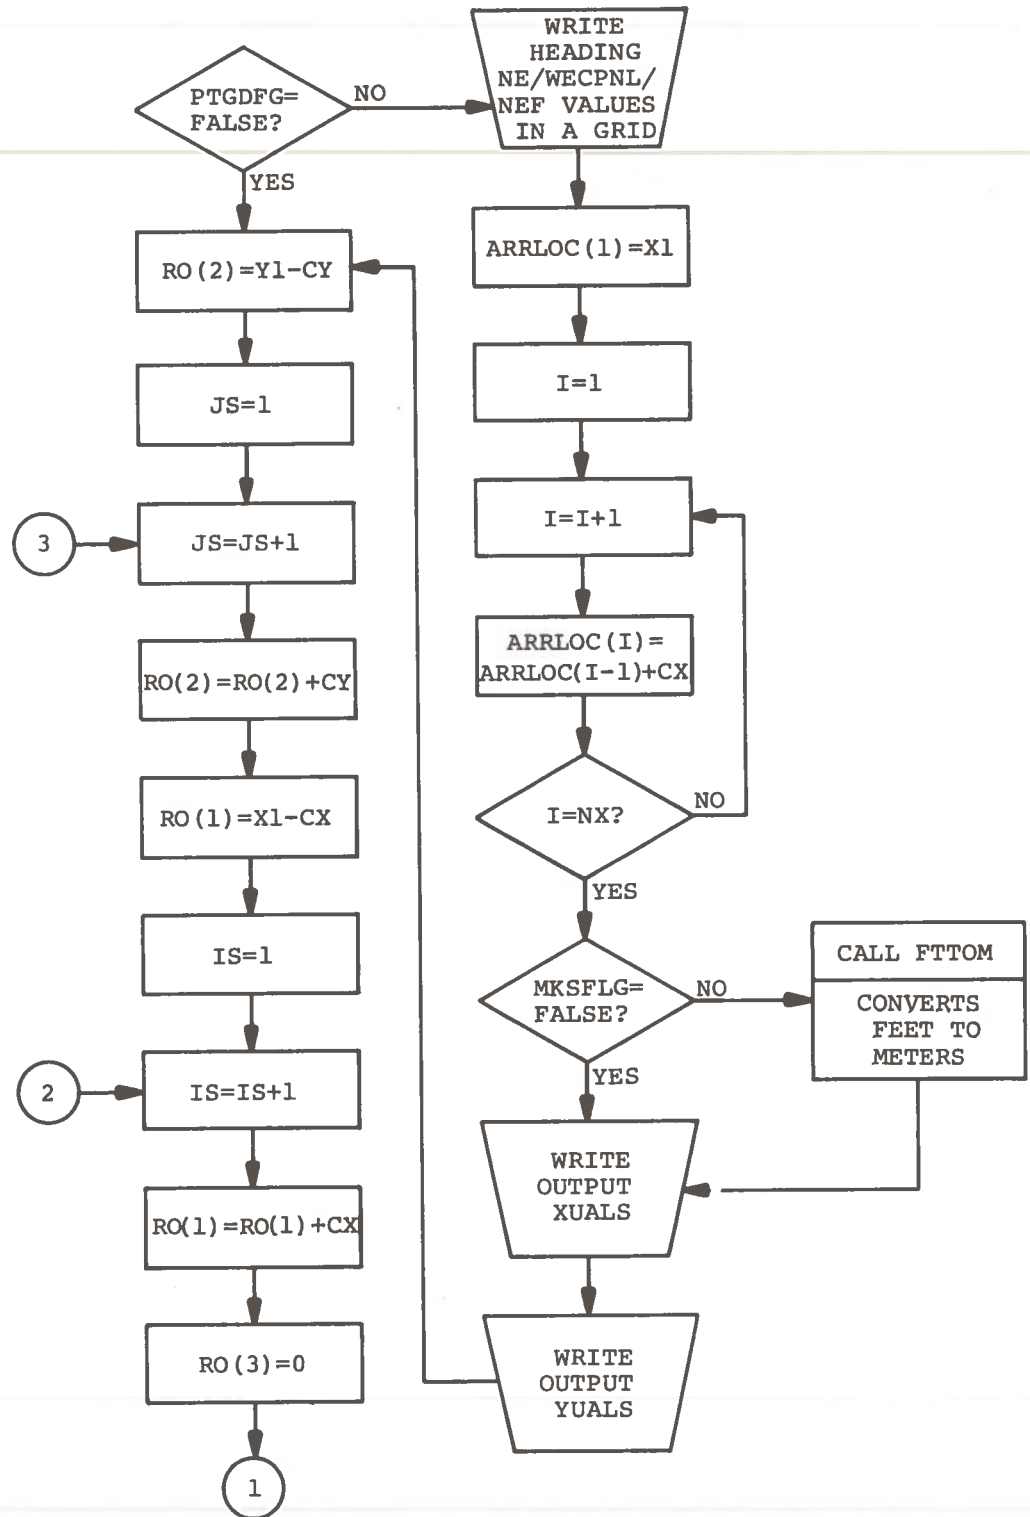 PTGDFG=
FALSE?
NO
YES
WRITE
HEADING
NE/WECPNL/
NEF VALUES
IN A GRID
RO(2)=Y1-CY
JS=1
3
JS=JS+1
RO(2)=RO(2)+CY
RO(1)=X1-CX
IS=1
2
IS=IS+1
RO(1)=RO(1)+CX
RO(3)=0
1
ARRLOC(1)=X1
I=1
I=I+1
ARRLOC(I)=
ARRLOC(I-1)+CX
I=NX?
NO
YES
MKSFLG=
FALSE?
NO
YES
CALL FTTOM
CONVERTS
FEET TO
METERS
WRITE
OUTPUT
XUALS
WRITE
OUTPUT
YUALS